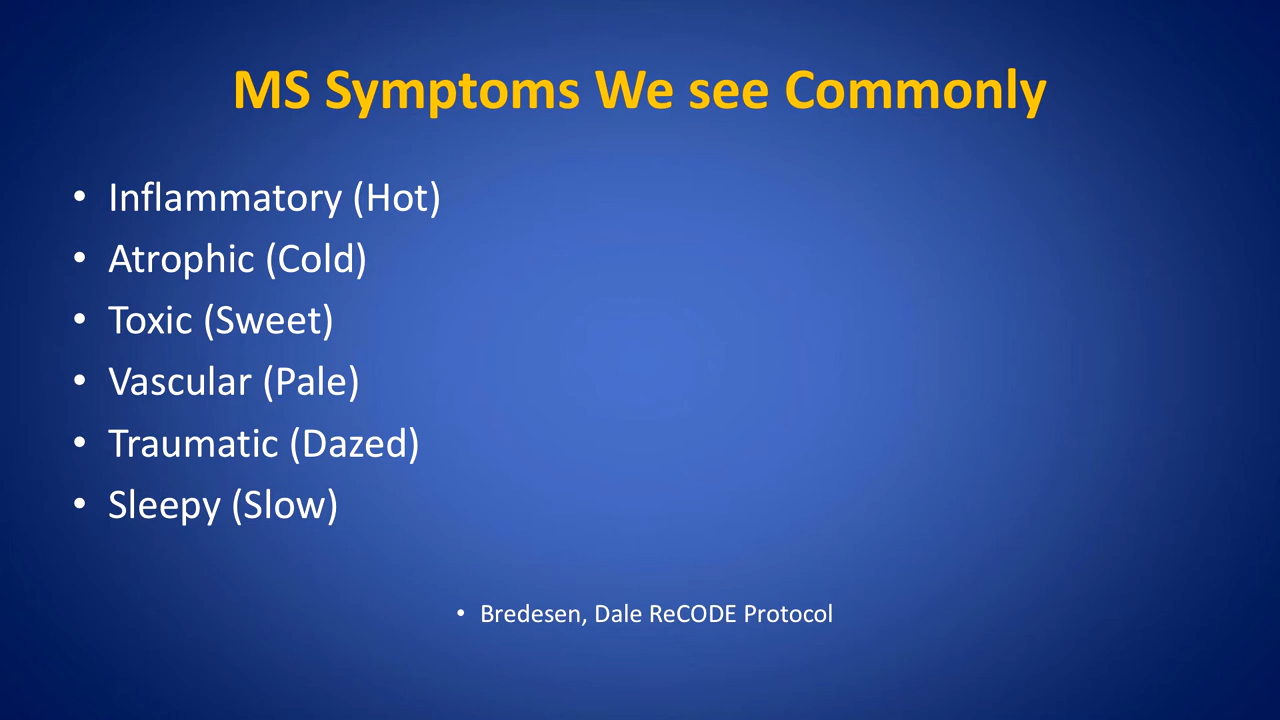 MS Symptoms We see Commonly
• Inflammatory (Hot)
• Atrophic (Cold)
• Toxic (Sweet)
• Vascular (Pale)
• Traumatic (Dazed)
• Sleepy (Slow)
• Bredesen, Dale ReCODE Protocol